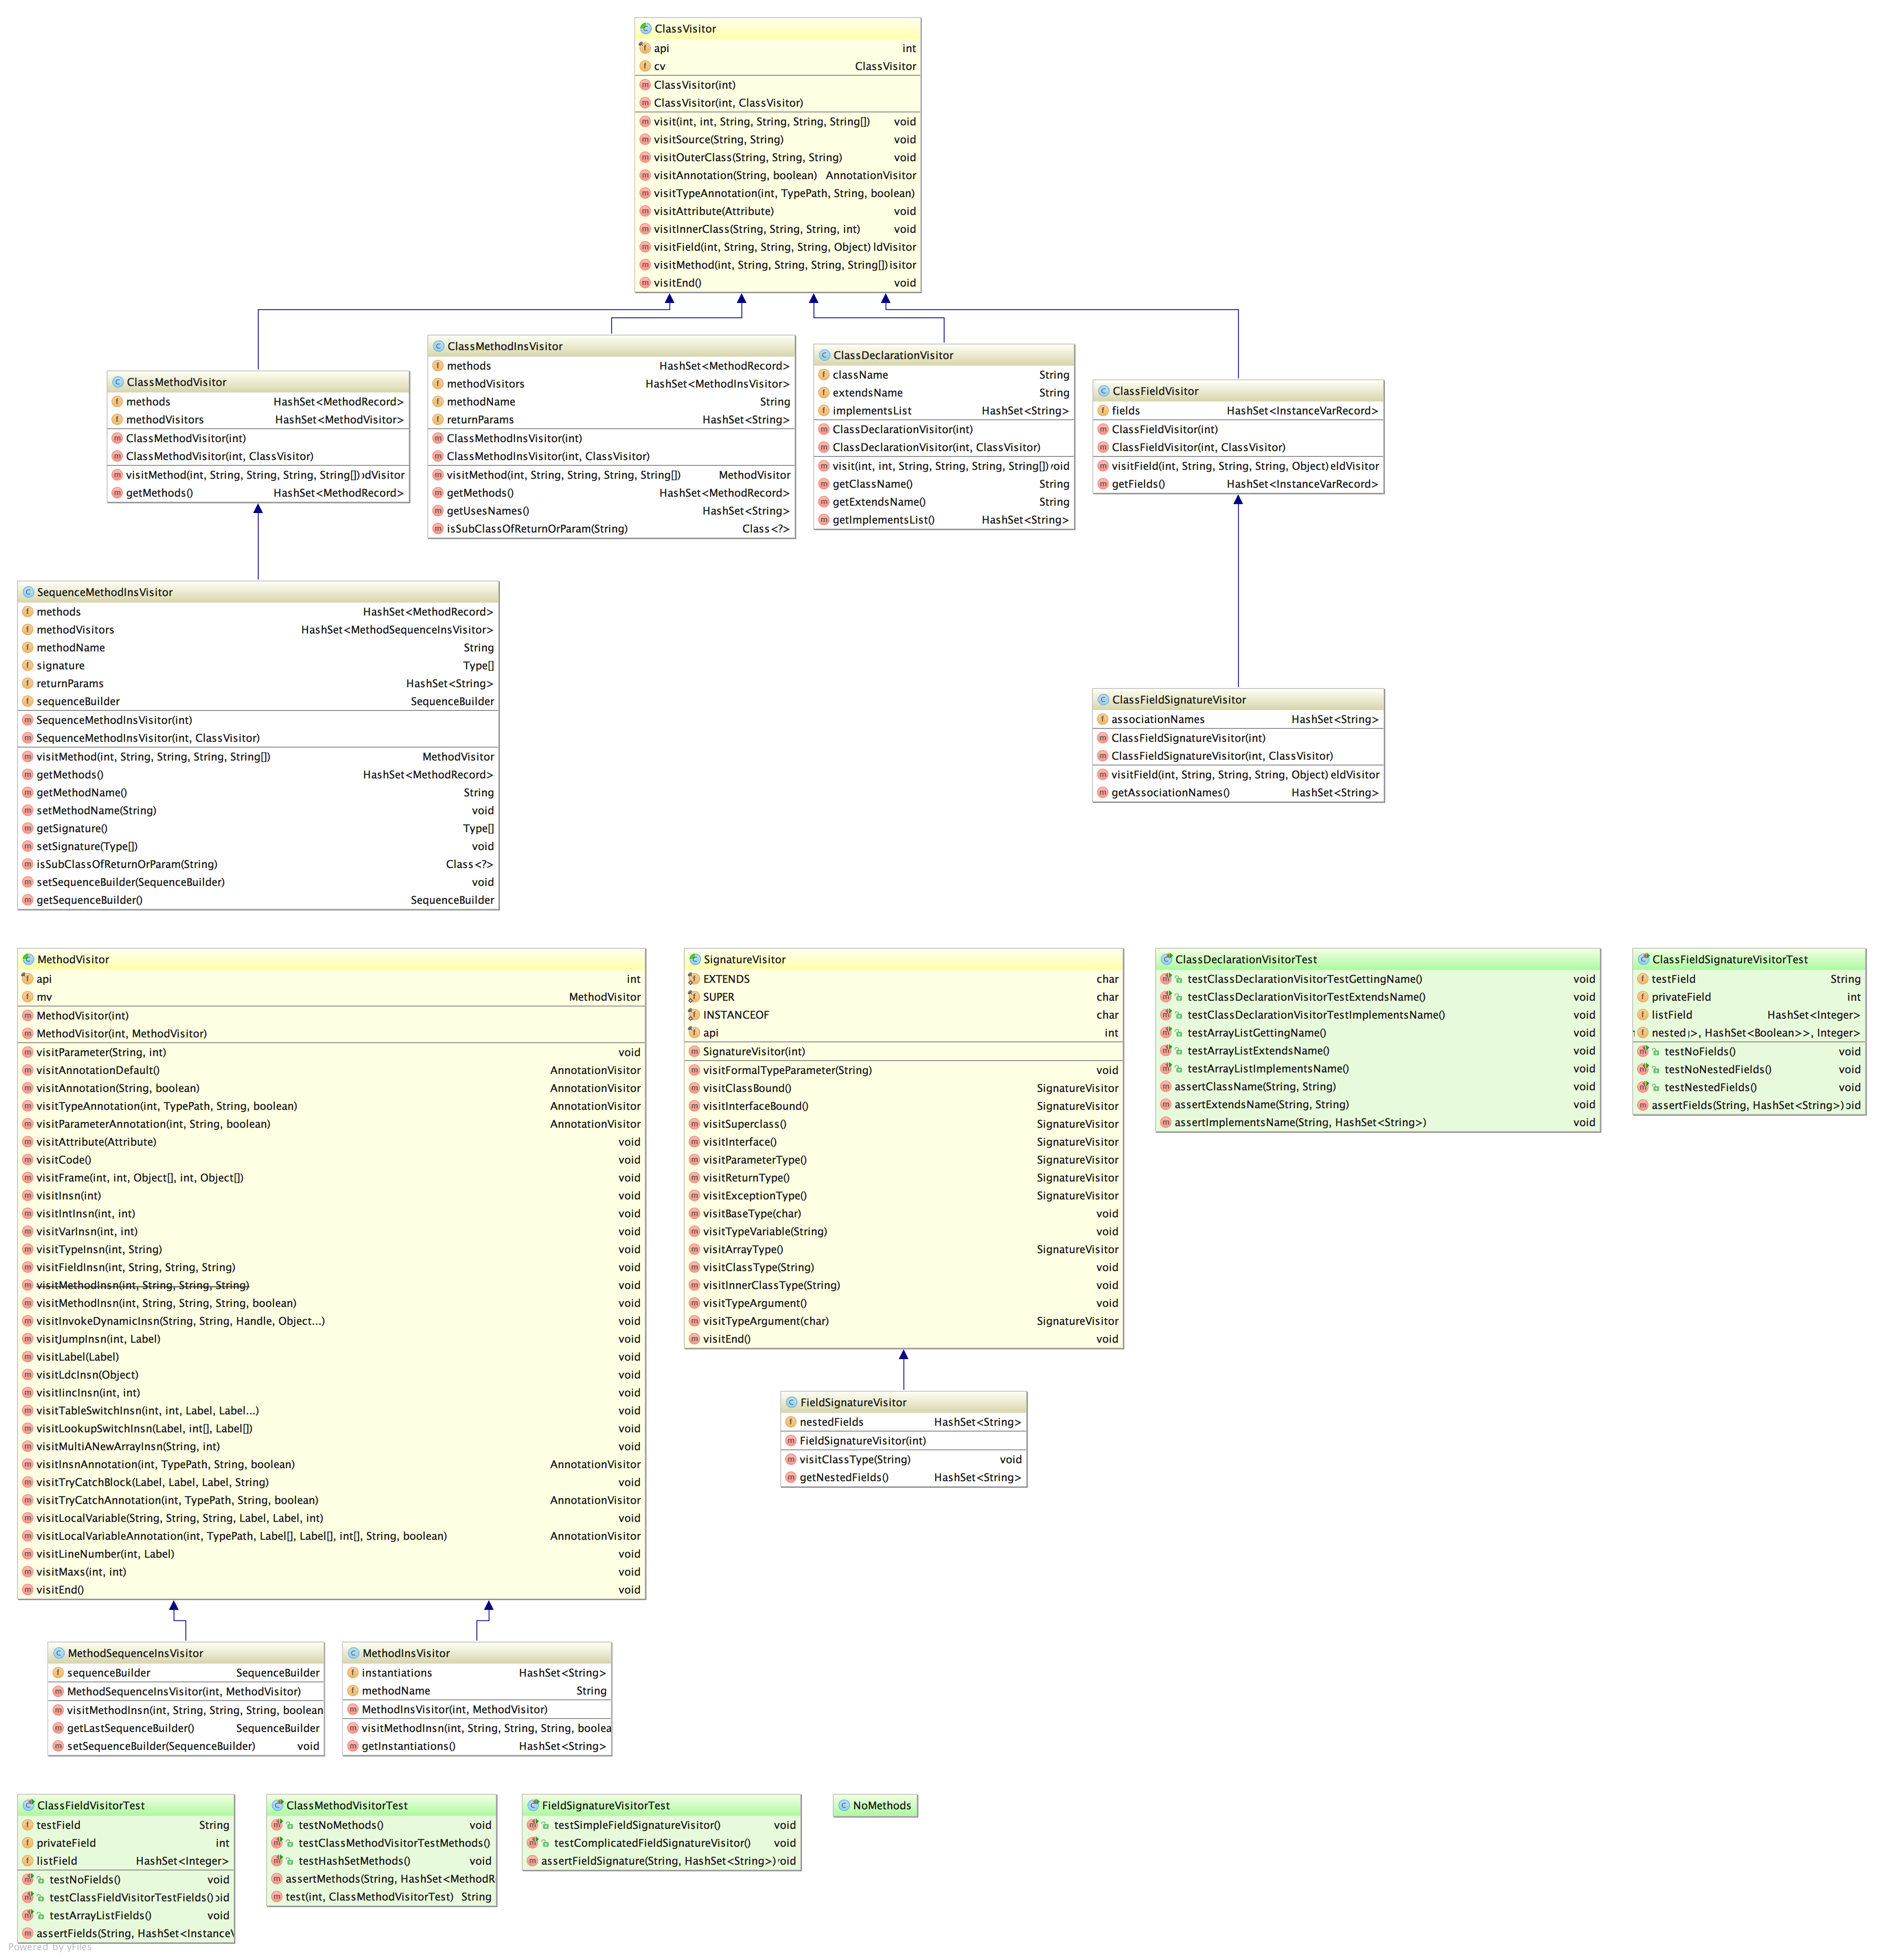 ClassVisitor
api int
cv ClassVisitor
ClassVisitor(int)
ClassVisitor(int, ClassVisitor)
visit(int, int, String, String, String, String[]) void
visitSource(String, String) void
visitOuterClass(String, String, String) void
visitAnnotation(String, boolean) AnnotationVisitor
visitTypeAnnotation(int, TypePath, String, boolean)
visitAttribute(Attribute) void
visitInnerClass(String, String, String, int) void
visitField(int, String, String, String, Object) ldVisitor
visitMethod(int, String, String, String, String[]) isitor
visitEnd() void
ClassMethodVisitor
methods HashSet<MethodRecord>
methodVisitors HashSet<MethodVisitor>
ClassMethodVisitor(int)
ClassMethodVisitor(int, ClassVisitor)
visitMethod(int, String, String, String, String[]) dVisitor
getMethods() HashSet<MethodRecord>
ClassMethodInsVisitor
methods HashSet<MethodRecord>
methodVisitors HashSet<MethodInsVisitor>
methodName String
returnParams HashSet<String>
ClassMethodInsVisitor(int)
ClassMethodInsVisitor(int, ClassVisitor)
visitMethod(int, String, String, String, String[]) MethodVisitor
getMethods() HashSet<MethodRecord>
getUsesNames() HashSet<String>
isSubClassOfReturnOrParam(String) Class<?>
ClassDeclarationVisitor
className String
extendsName String
implementsList HashSet<String>
ClassDeclarationVisitor(int)
ClassDeclarationVisitor(int, ClassVisitor)
visit(int, int, String, String, String, String[]) void
getClassName() String
getExtendsName() String
getImplementsList() HashSet<String>
ClassFieldVisitor
fields HashSet<InstanceVarRecord>
ClassFieldVisitor(int)
ClassFieldVisitor(int, ClassVisitor)
visitField(int, String, String, String, Object) eldVisitor
getFields() HashSet<InstanceVarRecord>
SequenceMethodInsVisitor
methods HashSet<MethodRecord>
methodVisitors HashSet<MethodSequenceInsVisitor>
methodName String
signature Type[]
returnParams HashSet<String>
sequenceBuilder SequenceBuilder
SequenceMethodInsVisitor(int)
SequenceMethodInsVisitor(int, ClassVisitor)
visitMethod(int, String, String, String, String[]) MethodVisitor
getMethods() HashSet<MethodRecord>
getMethodName() String
setMethodName(String) void
getSignature() Type[]
setSignature(Type[]) void
isSubClassOfReturnOrParam(String) Class<?>
setSequenceBuilder(SequenceBuilder) void
getSequenceBuilder() SequenceBuilder
ClassFieldSignatureVisitor
associationNames HashSet<String>
ClassFieldSignatureVisitor(int)
ClassFieldSignatureVisitor(int, ClassVisitor)
visitField(int, String, String, String, Object) eldVisitor
getAssociationNames() HashSet<String>
MethodVisitor
api int
mv MethodVisitor
MethodVisitor(int)
MethodVisitor(int, MethodVisitor)
visitParameter(String, int) void
visitAnnotationDefault() AnnotationVisitor
visitAnnotation(String, boolean) AnnotationVisitor
visitTypeAnnotation(int, TypePath, String, boolean) AnnotationVisitor
visitParameterAnnotation(int, String, boolean) AnnotationVisitor
visitAttribute(Attribute) void
visitCode() void
visitFrame(int, int, Object[], int, Object[]) void
visitInsn(int) void
visitIntInsn(int, int) void
visitVarInsn(int, int) void
visitTypeInsn(int, String) void
visitFieldInsn(int, String, String, String) void
visitMethodInsn(int, String, String, String) void
visitMethodInsn(int, String, String, String, boolean) void
visitInvokeDynamicInsn(String, String, Handle, Object...) void
visitJumpInsn(int, Label) void
visitLabel(Label) void
visitLdcInsn(Object) void
visitIincInsn(int, int) void
visitTableSwitchInsn(int, int, Label, Label...) void
visitLookupSwitchInsn(Label, int[], Label[]) void
visitMultiANewArrayInsn(String, int) void
visitInsnAnnotation(int, TypePath, String, boolean) AnnotationVisitor
visitTryCatchBlock(Label, Label, Label, String) void
visitTryCatchAnnotation(int, TypePath, String, boolean) AnnotationVisitor
visitLocalVariable(String, String, String, Label, Label, int) void
visitLocalVariableAnnotation(int, TypePath, Label[], Label[], int[], String, boolean) AnnotationVisitor
visitLineNumber(int, Label) void
visitMaxs(int, int) void
visitEnd() void
SignatureVisitor
EXTENDS char
SUPER char
INSTANCEOF char
api int
SignatureVisitor(int)
visitFormalTypeParameter(String) void
visitClassBound() SignatureVisitor
visitInterfaceBound() SignatureVisitor
visitSuperclass() SignatureVisitor
visitInterface() SignatureVisitor
visitParameterType() SignatureVisitor
visitReturnType() SignatureVisitor
visitExceptionType() SignatureVisitor
visitBaseType(char) void
visitTypeVariable(String) void
visitArrayType() SignatureVisitor
visitClassType(String) void
visitInnerClassType(String) void
visitTypeArgument() void
visitTypeArgument(char) SignatureVisitor
visitEnd() void
ClassDeclarationVisitorTest
testClassDeclarationVisitorTestGettingName() void
testClassDeclarationVisitorTestExtendsName() void
testClassDeclarationVisitorTestImplementsName() void
testArrayListGettingName() void
testArrayListExtendsName() void
testArrayListImplementsName() void
assertClassName(String, String) void
assertExtendsName(String, String) void
assertImplementsName(String, HashSet<String>) void
ClassFieldSignatureVisitorTest
testField String
privateField int
listField HashSet<Integer>
nested >, HashSet<Boolean>>, Integer>
testNoFields() void
testNoNestedFields() void
testNestedFields() void
assertFields(String, HashSet<String>) oid
FieldSignatureVisitor
nestedFields HashSet<String>
FieldSignatureVisitor(int)
visitClassType(String) void
getNestedFields() HashSet<String>
MethodSequenceInsVisitor
sequenceBuilder SequenceBuilder
MethodSequenceInsVisitor(int, MethodVisitor)
visitMethodInsn(int, String, String, String, boolean
getLastSequenceBuilder() SequenceBuilder
setSequenceBuilder(SequenceBuilder) void
MethodInsVisitor
instantiations HashSet<String>
methodName String
MethodInsVisitor(int, MethodVisitor)
visitMethodInsn(int, String, String, String, boolea
getInstantiations() HashSet<String>
ClassFieldVisitorTest
testField String
privateField int
listField HashSet<Integer>
testNoFields() void
testClassFieldVisitorTestFields() oid
testArrayListFields() void
assertFields(String, HashSet<Instance
ClassMethodVisitorTest
testNoMethods() void
testClassMethodVisitorTestMethods()
testHashSetMethods() void
assertMethods(String, HashSet<MethodR
test(int, ClassMethodVisitorTest) String
FieldSignatureVisitorTest
testSimpleFieldSignatureVisitor() void
testComplicatedFieldSignatureVisitor() void
assertFieldSignature(String, HashSet<String>) void
NoMethods
Powered by yFiles